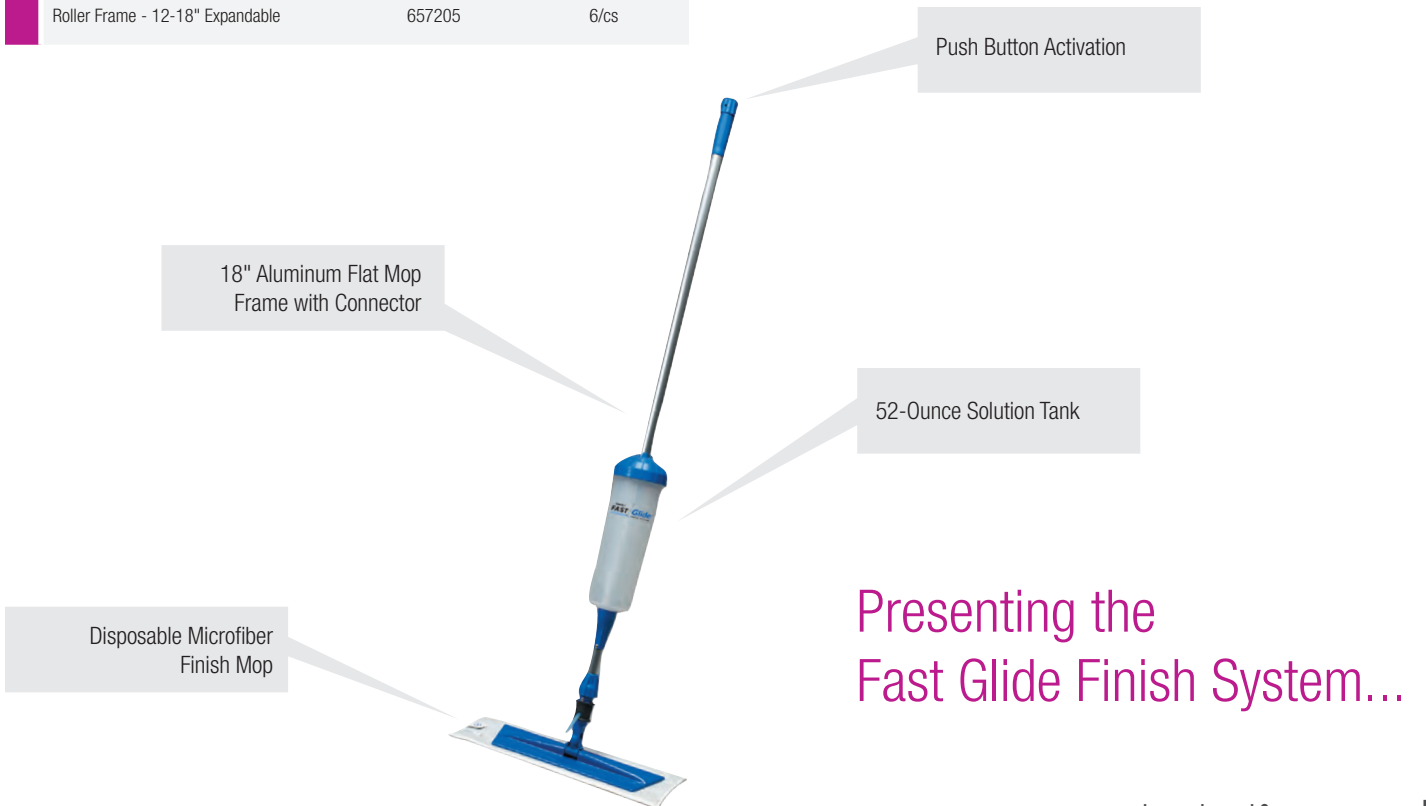 Roller Frame - 12-18" Expandable 657205 6/cs
Push Button Activation
18" Aluminum Flat Mop
Frame with Connector
52-Ounce Solution Tank
FAST Glide
Disposable Microfiber
Finish Mop
Presenting the
Fast Glide Finish System...